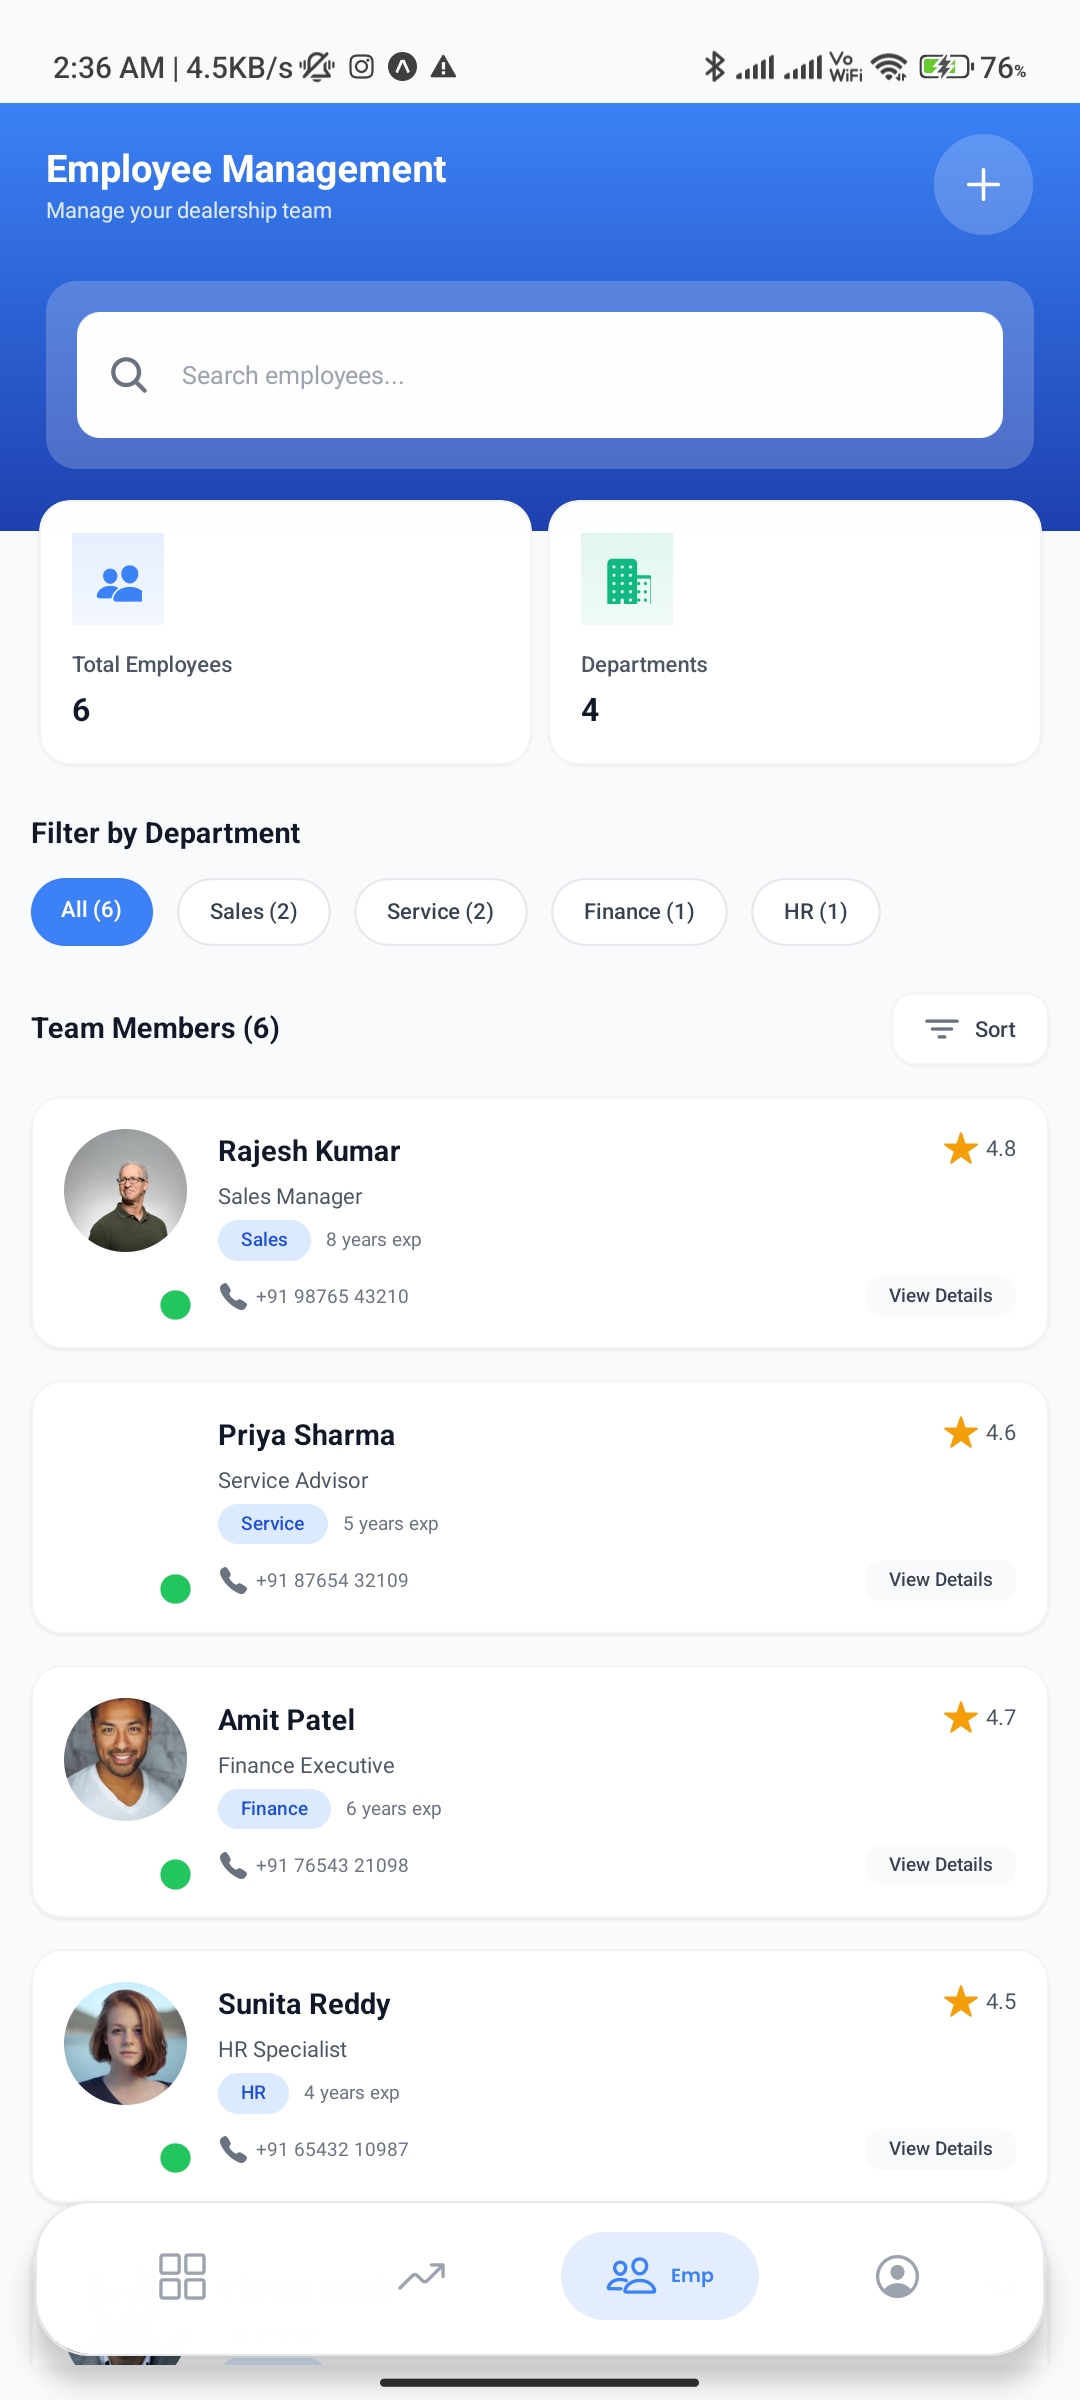 2:36 AM | 4.5KB/s
Vo
WiFi
76%
Employee Management
Manage your dealership team
Search employees...
Total Employees
6
Departments
4
Filter by Department
All (6)
Sales (2)
Service (2)
Finance (1)
HR (1)
Team Members (6)
Sort
Rajesh Kumar
4.8
Sales Manager
Sales
8 years exp
+91 98765 43210
View Details
Priya Sharma
4.6
Service Advisor
Service
5 years exp
+91 87654 32109
View Details
Amit Patel
4.7
Finance Executive
Finance
6 years exp
+91 76543 21098
View Details
Sunita Reddy
4.5
HR Specialist
HR
4 years exp
+91 65432 10987
View Details
Emp